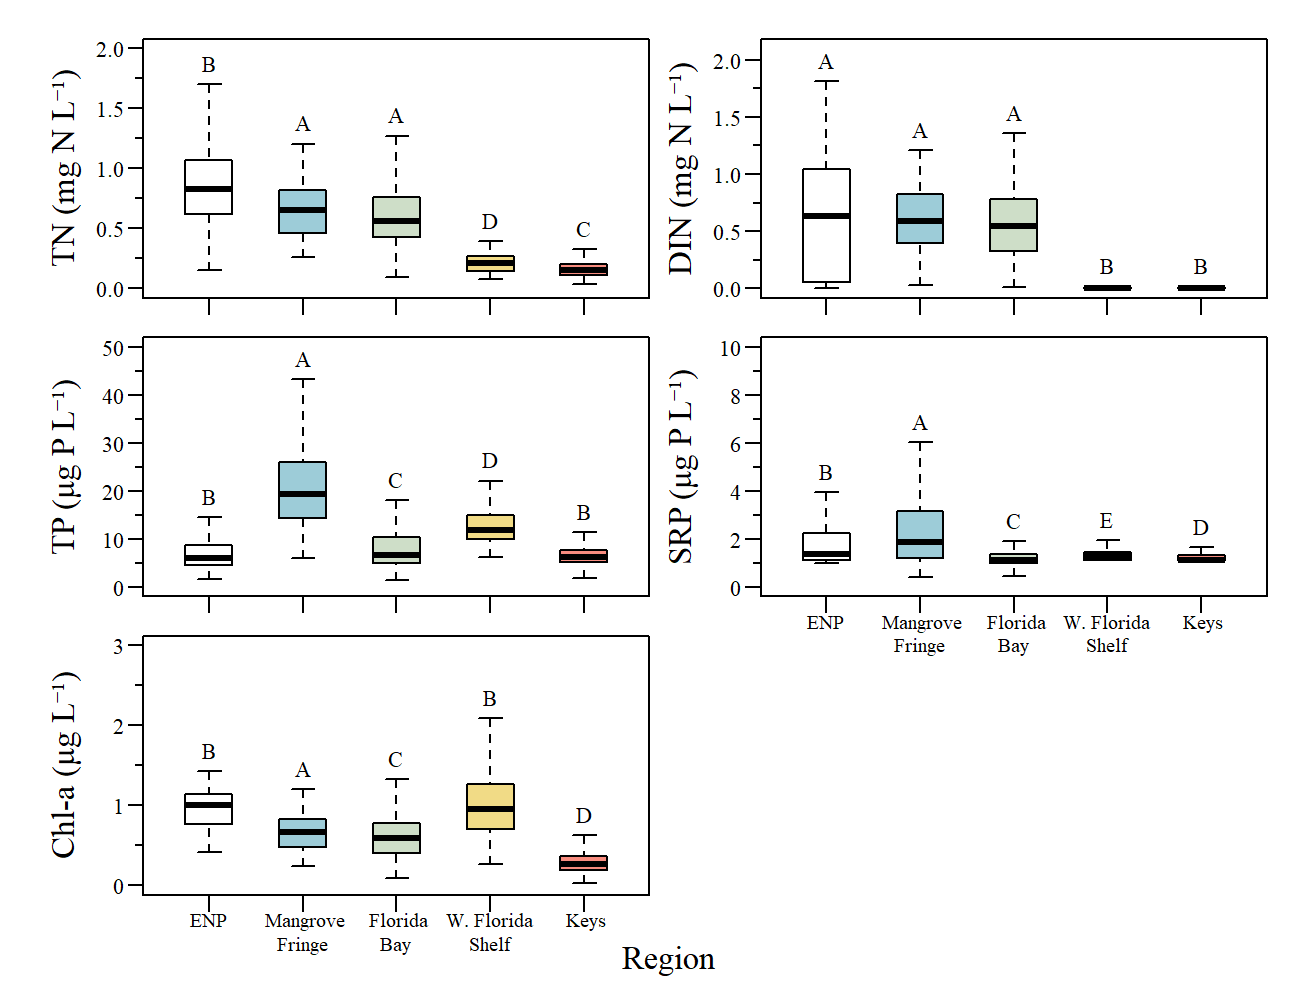 TN (mg N L⁻¹)
2.0
1.5
1.0
0.5
0.0
B
A
A
D
C
DIN (mg N L⁻¹)
2.0
1.5
1.0
0.5
0.0
A
A
A
B
B
TP (µg P L⁻¹)
50
40
30
20
10
0
B
A
C
D
B
SRP (µg P L⁻¹)
10
8
6
4
2
0
B
A
C
E
D
ENP
Mangrove
Fringe
Florida
Bay
W. Florida
Shelf
Keys
Chl-a (µg L⁻¹)
3
2
1
0
B
A
C
B
D
ENP
Mangrove
Fringe
Florida
Bay
W. Florida
Shelf
Keys
Region